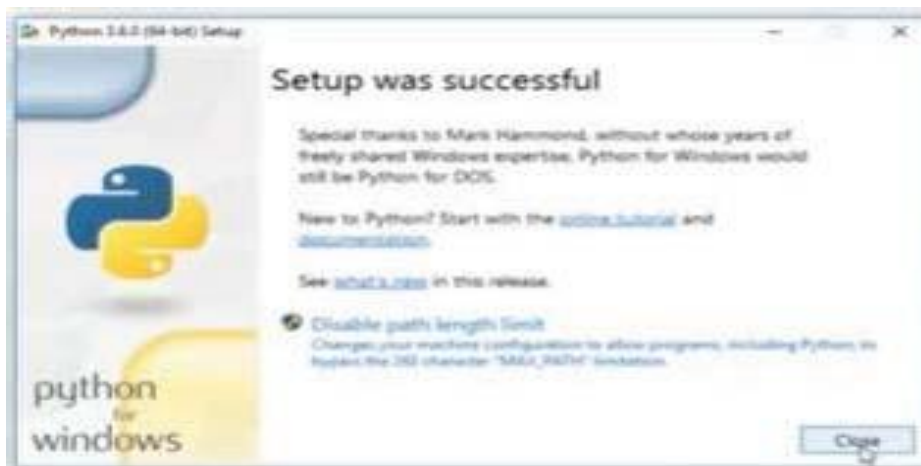 Python 3.6.0 (64-bit) Setup
Setup was successful
Special thanks to Mark Hammond, without whose years of
freely shared Windows expertise, Python for Windows would
still be Python for DOS.
New to Python? Start with the online tutorial and
documentation.
See what's new in this release.
Disable path length limit
Changes your machine configuration to allow programs, including Python, to
bypass the 260 character "MAX_PATH" limitation.
python
for
windows
Close